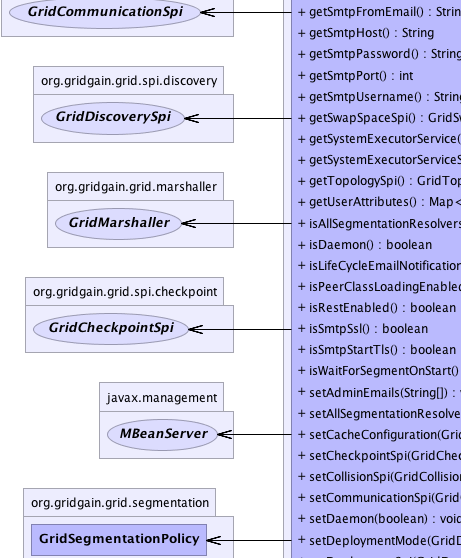 GridCommunicationSpi
org.gridgain.grid.spi.discovery
GridDiscoverySpi
org.gridgain.grid.marshaller
GridMarshaller
org.gridgain.grid.spi.checkpoint
GridCheckpointSpi
javax.management
MBeanServer
org.gridgain.grid.segmentation
GridSegmentationPolicy
+ getSmtpFromEmail() : Strin
+ getSmtpHost() : String
+ getSmtpPassword() : String
+ getSmtpPort() : int
+ getSmtpUsername() : String
+ getSwapSpaceSpi() : GridSw
+ getSystemExecutorService(
+ getSystemExecutorServiceS
+ getTopologySpi() : GridTop
+ getUserAttributes() : Map<
+ isAllSegmentationResolvers
+ isDaemon() : boolean
+ isLifeCycleEmailNotification
+ isPeerClassLoadingEnabled
+ isRestEnabled() : boolean
+ isSmtpSsl() : boolean
+ isSmtpStartTls() : boolean
+ isWaitForSegmentOnStart()
+ setAdminEmails(String[]) : v
+ setAllSegmentationResolve
+ setCacheConfiguration(Grid
+ setCheckpointSpi(GridChec
+ setCollisionSpi(GridCollision
+ setCommunicationSpi(Grid
+ setDaemon(boolean) : void
+ setDeploymentMode(GridD